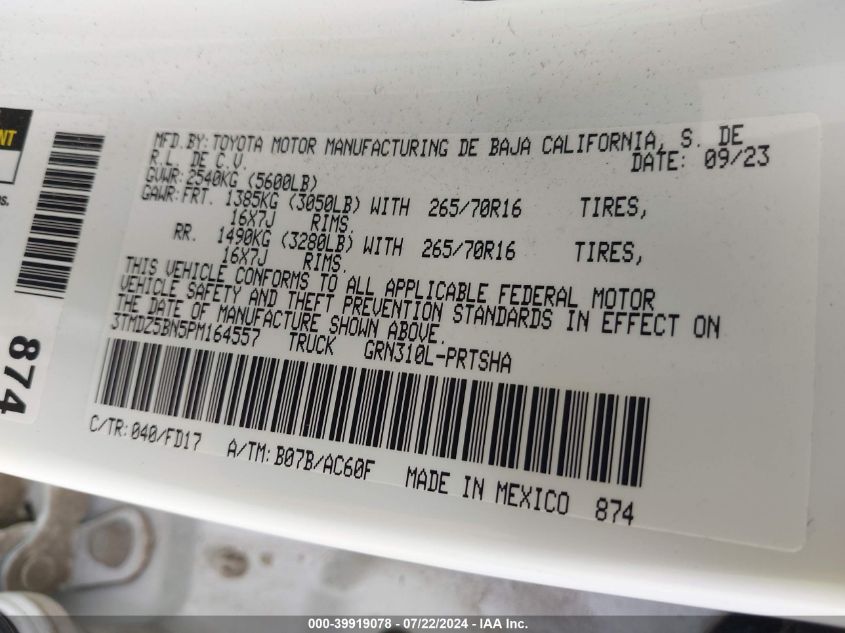 NT
s.
874
MFD.BY:TOYOTA MOTOR MANUFACTURING DE BAJA CALIFORNIA, S. DE
R.L. DE C.V. DATE: 09/23
GVWR:2540KG (5600LB)
GAWR:FRT. 1385KG (3050LB) WITH 265/70R16 TIRES,
16X7J RIMS.
RR. 1490KG (3280LB) WITH 265/70R16 TIRES,
16X7J RIMS.
THIS VEHICLE CONFORMS TO ALL APPLICABLE FEDERAL MOTOR
VEHICLE SAFETY AND THEFT PREVENTION STANDARDS IN EFFECT ON
THE DATE OF MANUFACTURE SHOWN ABOVE.
3TMDZ5BN5PM164557 TRUCK GRN310L-PRTSHA
C/TR:040/FD17 A/TM:B07B/AC60F MADE IN MEXICO 874
000-39919078 - 07/22/2024 - IAA Inc.